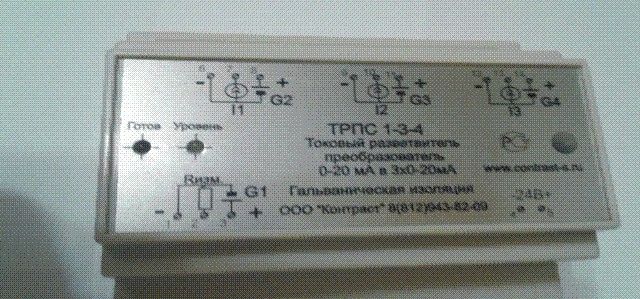 6 7 8 9 10 11 12 13 14
- + G2 - + G3 - + G4
I1 I2 I3
Готов Уровень
ТРПС 1-3-4
Токовый разветвитель
преобразователь
0-20 мА в 3х0-20мА
www.contrast-s.ru
Rизм. G1
Гальваническая изоляция
-24В+
ООО "Контраст" 8(812)943-82-09
- +
1 2 3 4 5